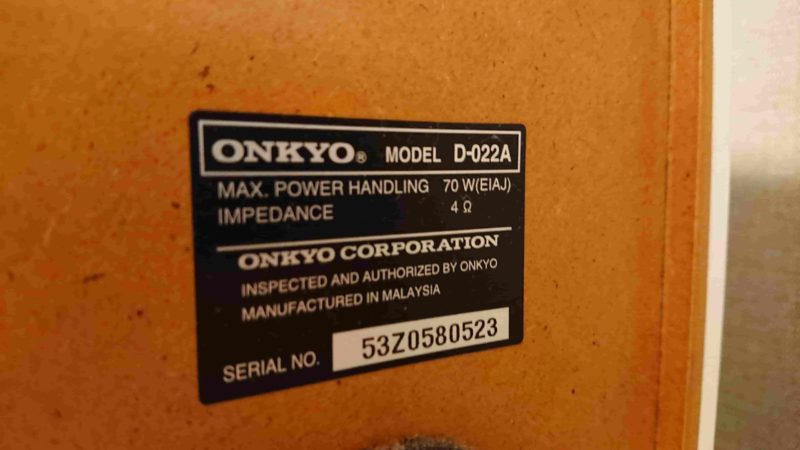 ONKYO® MODEL D-022A
MAX. POWER HANDLING 70 W(EIAJ)
IMPEDANCE 4 Ω
ONKYO CORPORATION
INSPECTED AND AUTHORIZED BY ONKYO
MANUFACTURED IN MALAYSIA
SERIAL NO. 53Z0580523